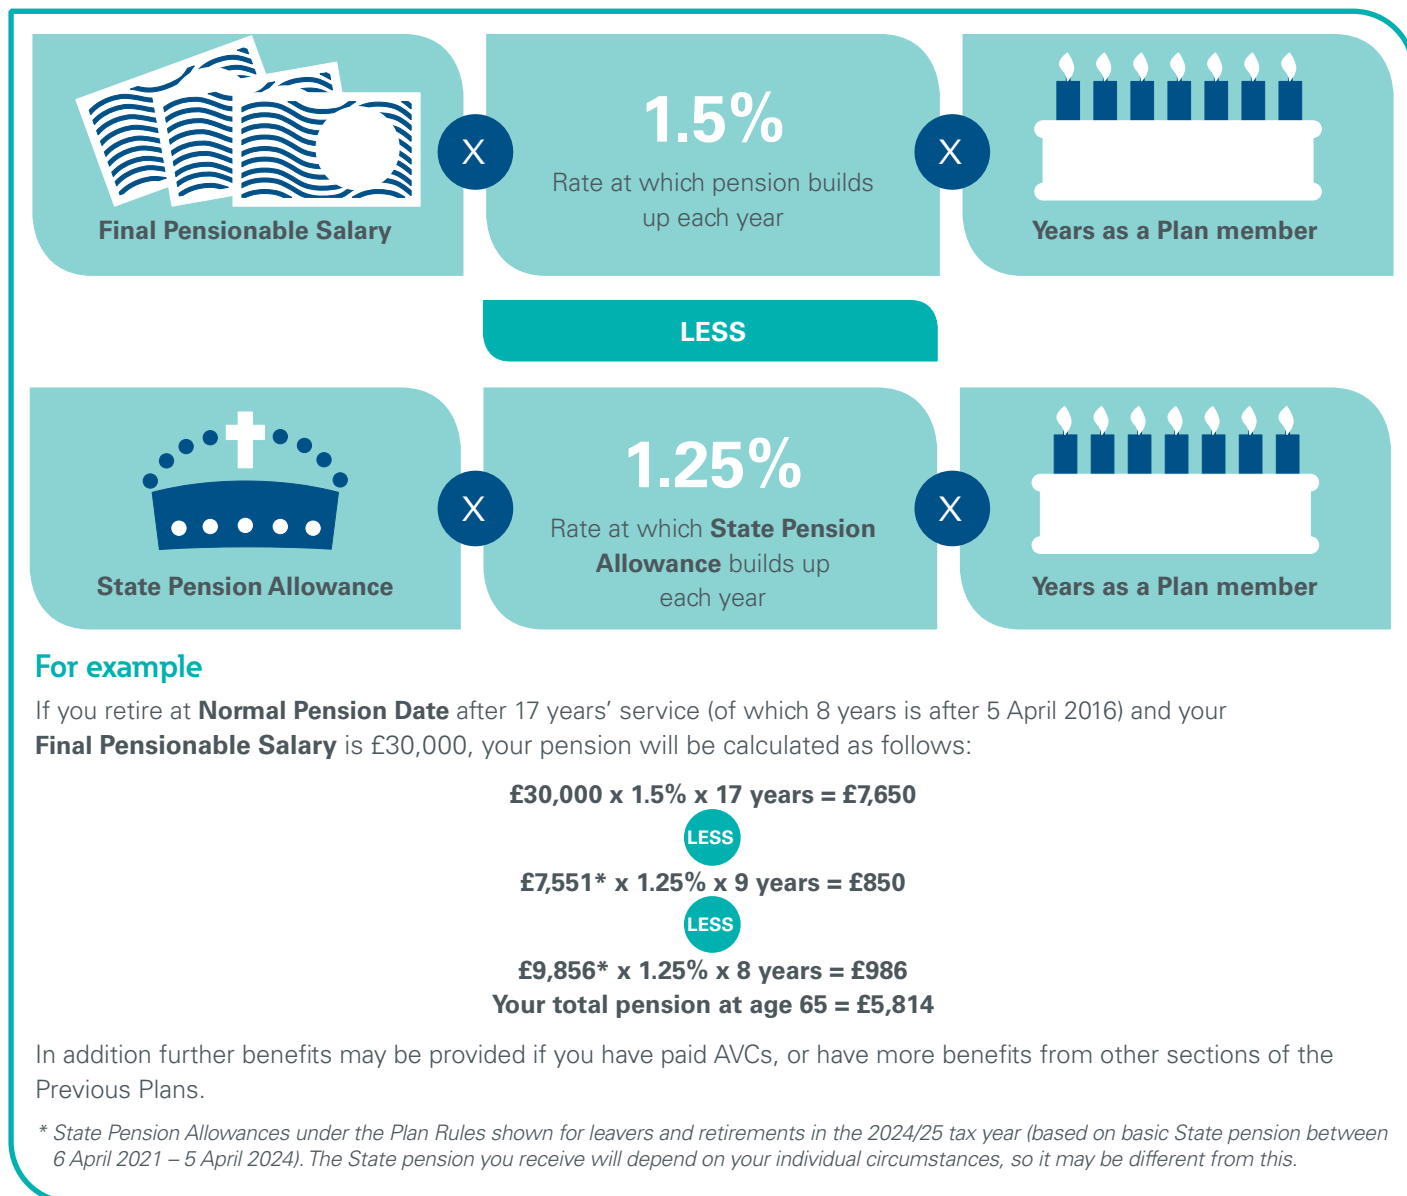 Final Pensionable Salary
X
1.5%
Rate at which pension builds
up each year
X
Years as a Plan member
LESS
State Pension Allowance
X
1.25%
Rate at which State Pension
Allowance builds up
each year
X
Years as a Plan member
For example
If you retire at Normal Pension Date after 17 years’ service (of which 8 years is after 5 April 2016) and your
Final Pensionable Salary is £30,000, your pension will be calculated as follows:
£30,000 x 1.5% x 17 years = £7,650
LESS
£7,551* x 1.25% x 9 years = £850
LESS
£9,856* x 1.25% x 8 years = £986
Your total pension at age 65 = £5,814
In addition further benefits may be provided if you have paid AVCs, or have more benefits from other sections of the
Previous Plans.
* State Pension Allowances under the Plan Rules shown for leavers and retirements in the 2024/25 tax year (based on basic State pension between
6 April 2021 – 5 April 2024). The State pension you receive will depend on your individual circumstances, so it may be different from this.